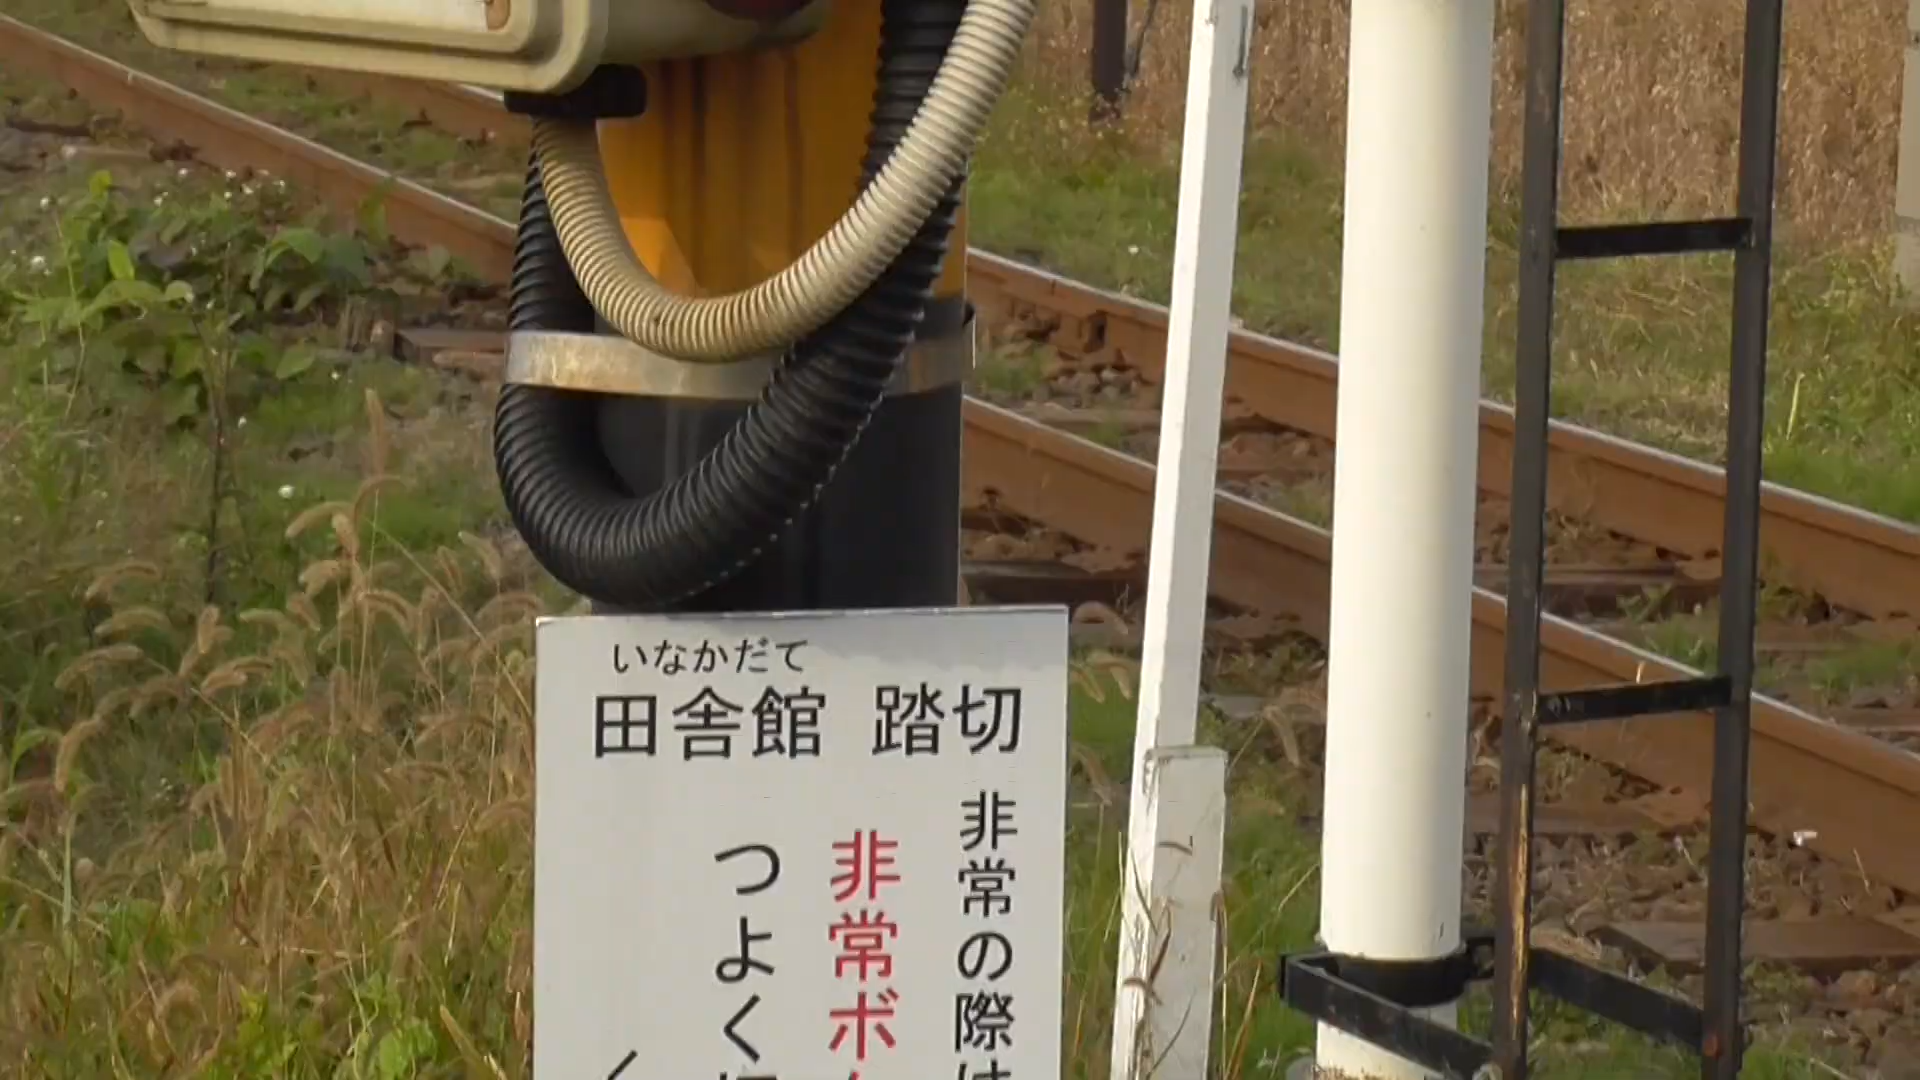 いなかだて
田舎館 踏切
非常の際は
非常ボ
つよく